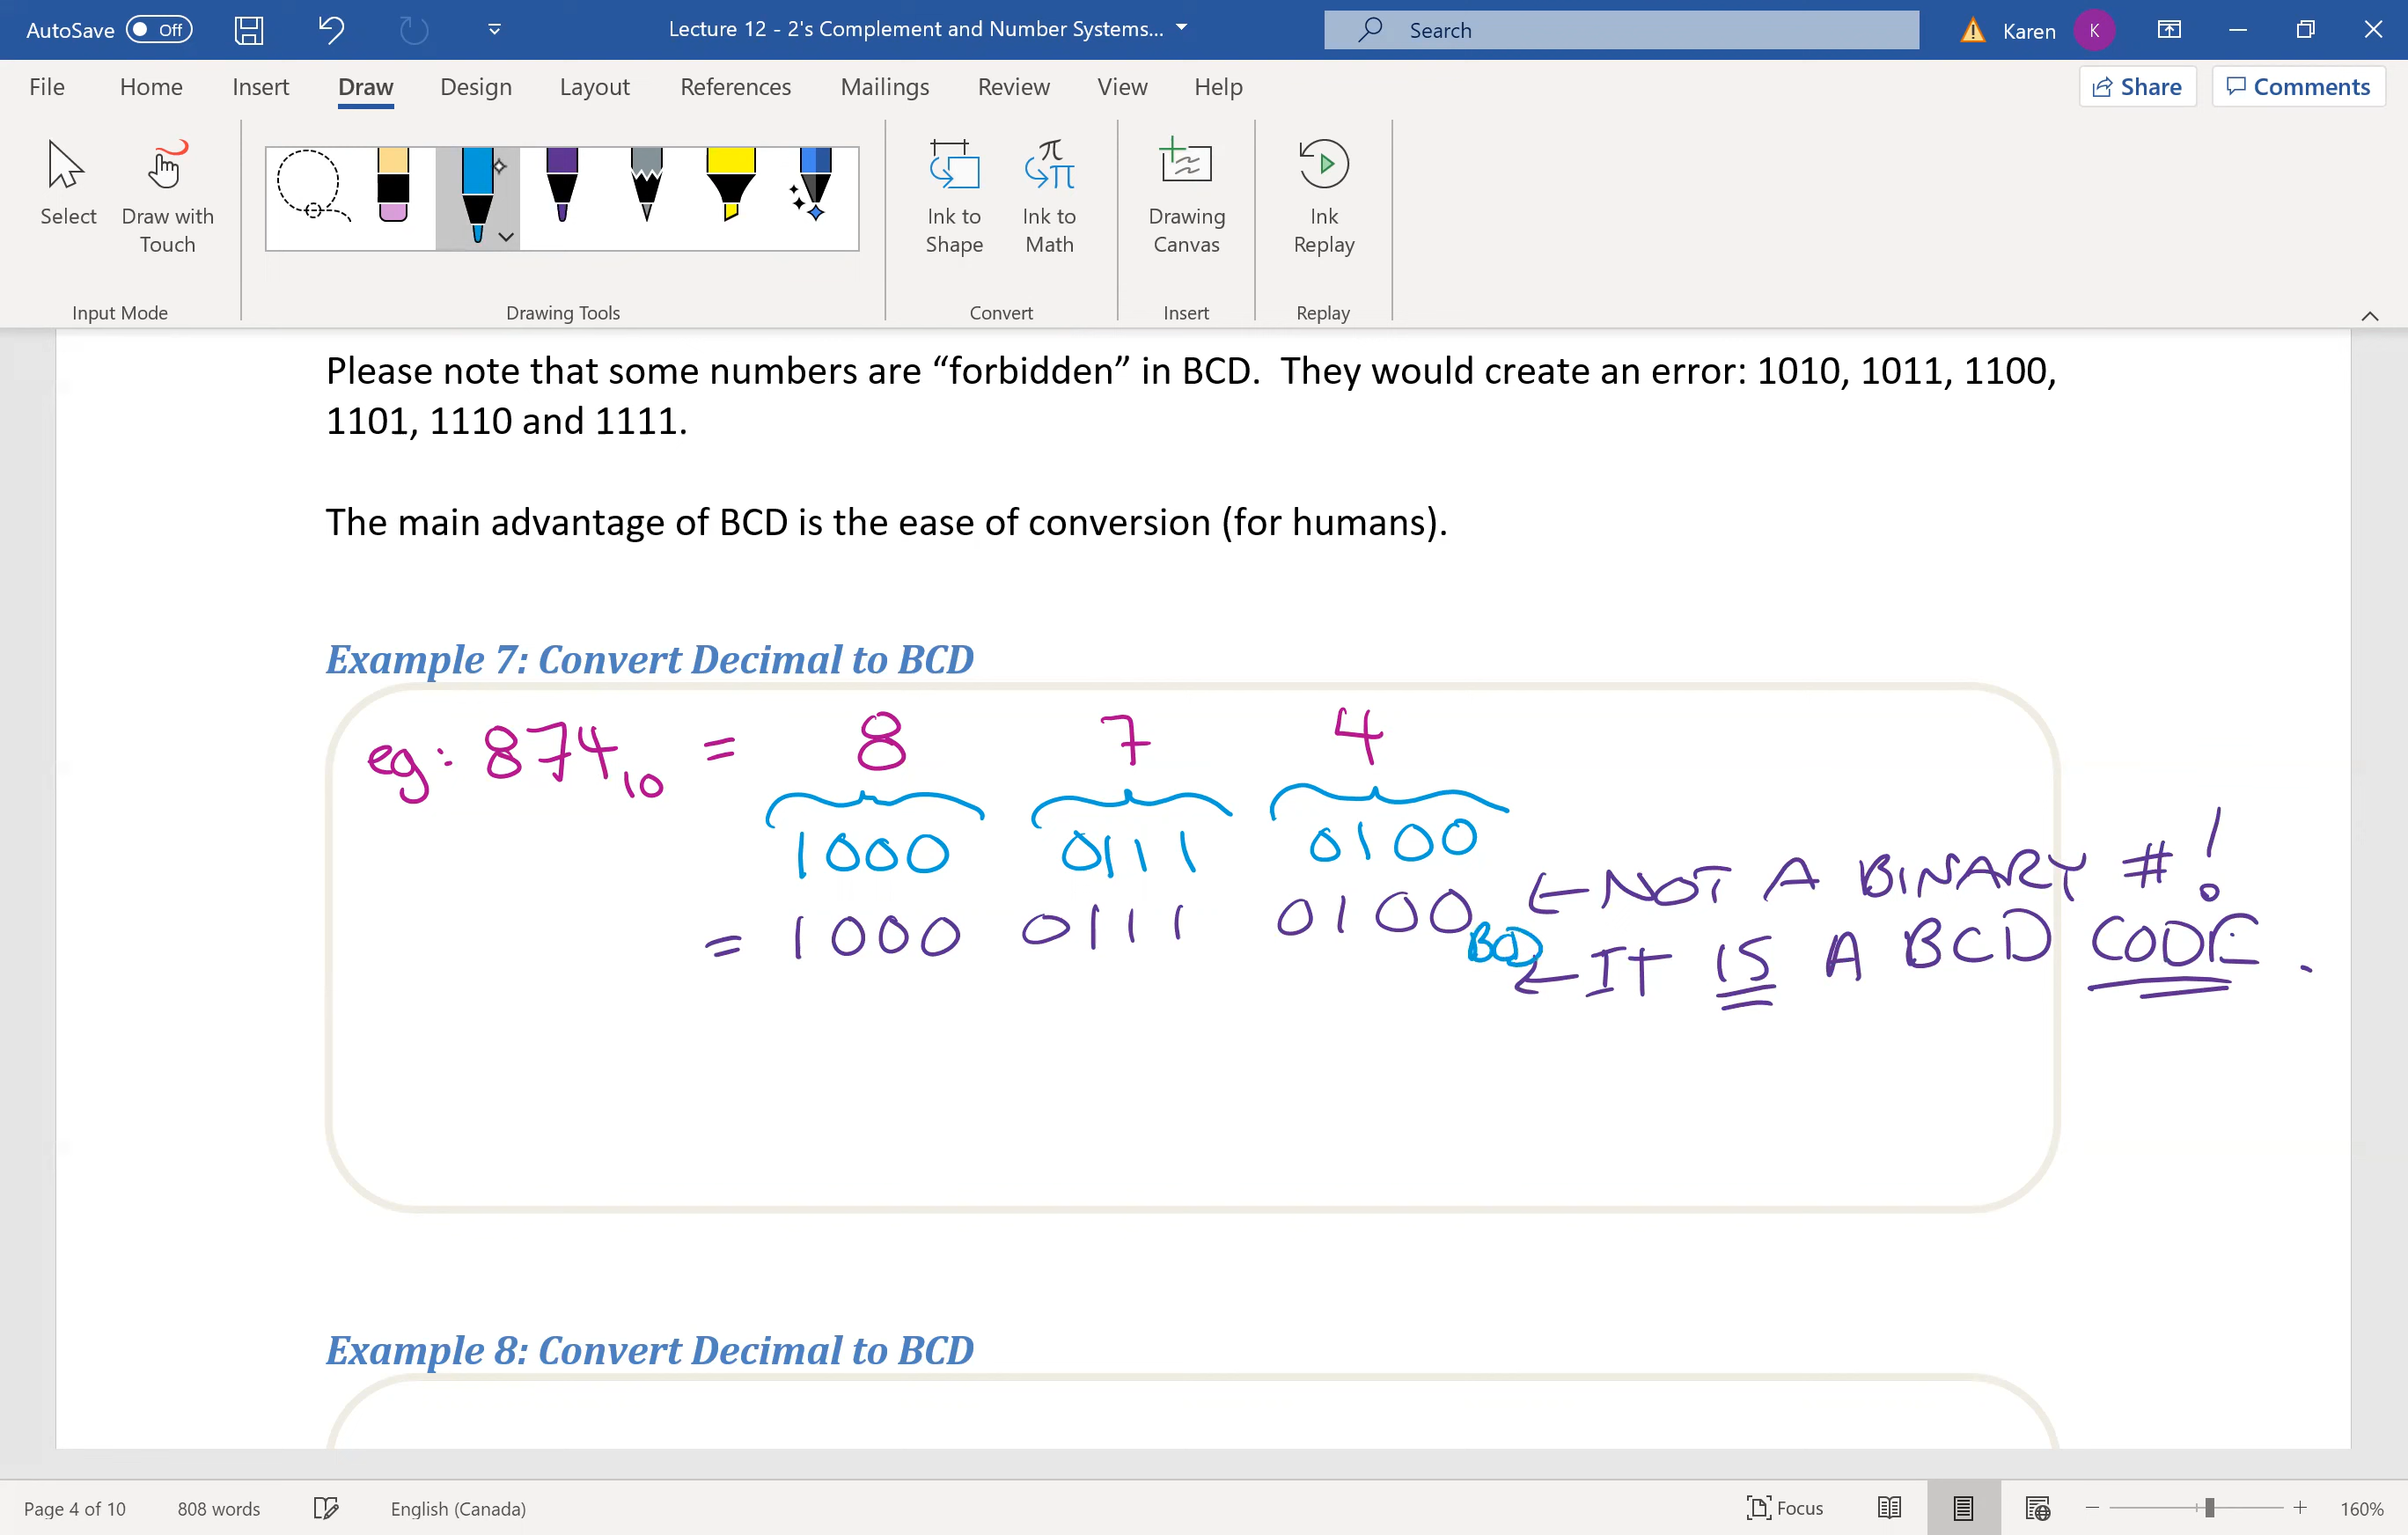 AutoSave Off Lecture 12 - 2's Complement and Number Systems... Search Karen K
File Home Insert Draw Design Layout References Mailings Review View Help Share Comments
Select Draw with Touch Ink to Shape Ink to Math Drawing Canvas Ink Replay
Input Mode Drawing Tools Convert Insert Replay
Please note that some numbers are “forbidden” in BCD. They would create an error: 1010, 1011, 1100,
1101, 1110 and 1111.
The main advantage of BCD is the ease of conversion (for humans).
Example 7: Convert Decimal to BCD
eg: 874₁₀ = 8 7 4
1000 0111 0100
← NOT A BINARY #!
= 1000 0111 0100 BCD
← IT IS A BCD CODE.
Example 8: Convert Decimal to BCD
Page 4 of 10 808 words English (Canada) Focus 160%